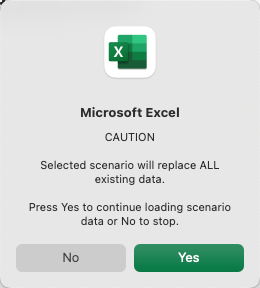 X
Microsoft Excel
CAUTION
Selected scenario will replace ALL
existing data.
Press Yes to continue loading scenario
data or No to stop.
No
Yes